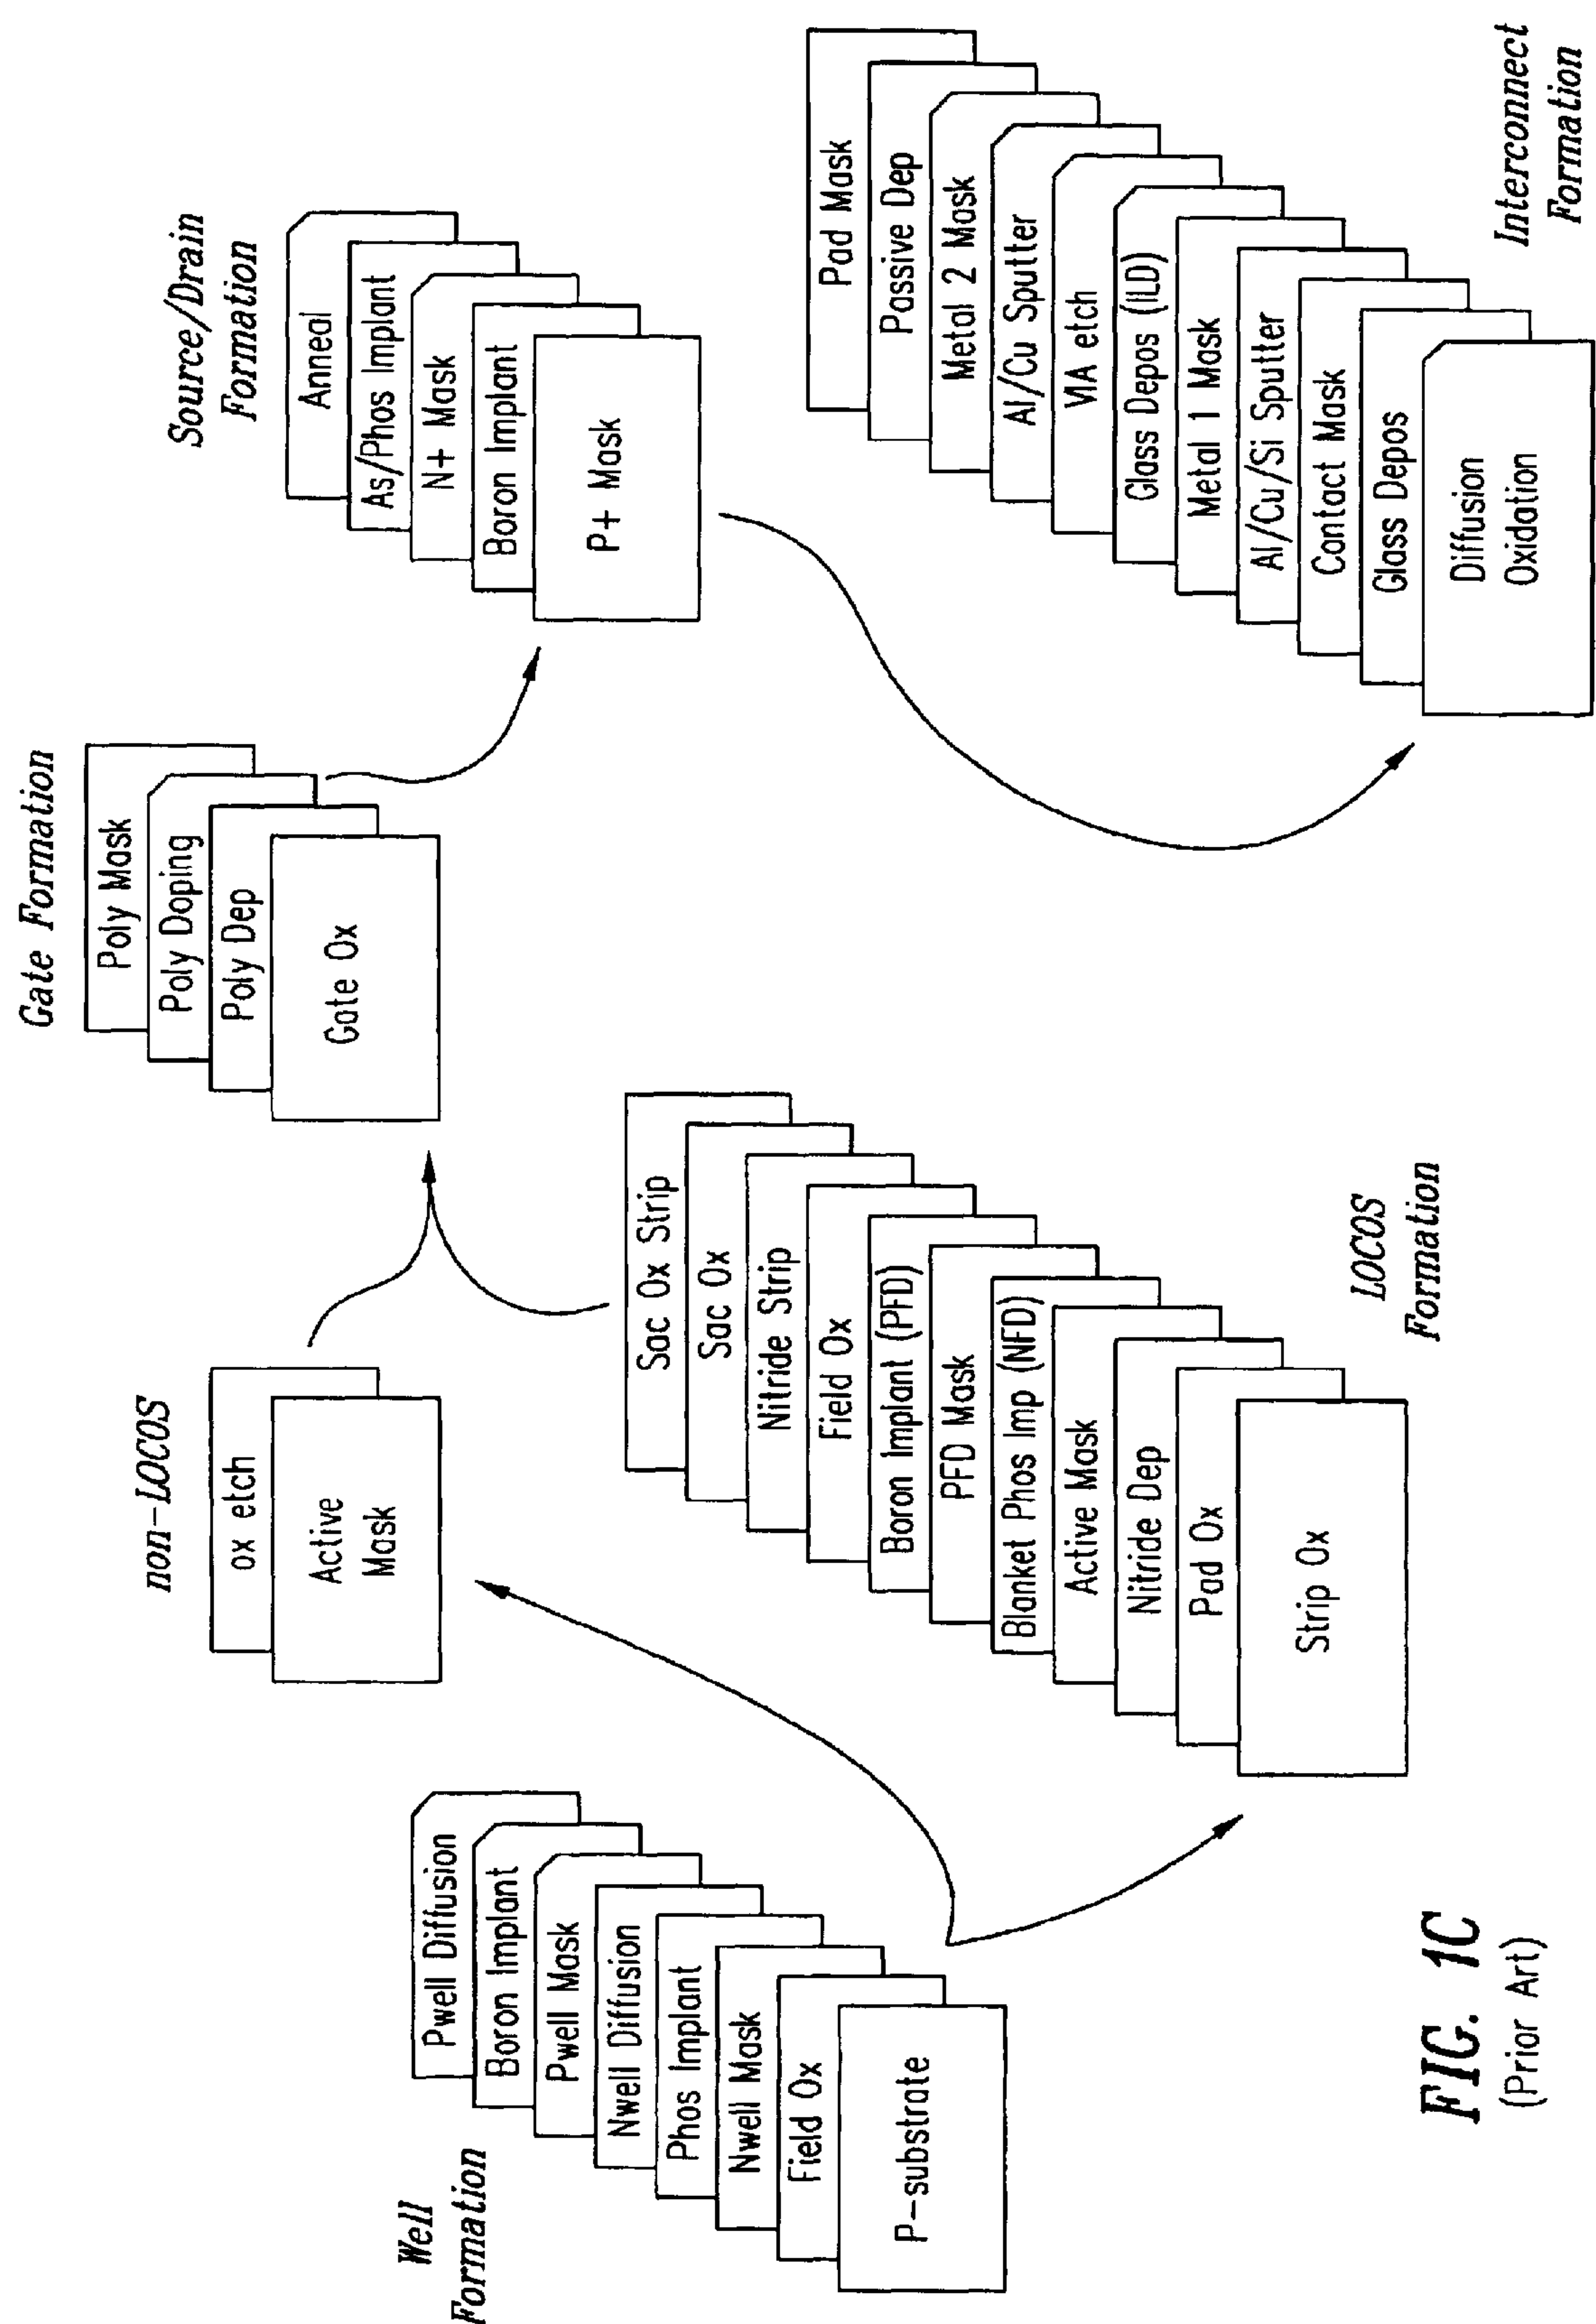 Well
Formation
Pwell Diffusion
Boron Implant
Pwell Mask
Nwell Diffusion
Phos Implant
Nwell Mask
Field Ox
P-substrate
non-LOCOS
ox etch
Active
Mask
LOCOS
Formation
Sac Ox Strip
Sac Ox
Nitride Strip
Field Ox
Boron Implant (PFD)
PFD Mask
Blanket Phos Imp (NFD)
Active Mask
Nitride Dep
Pad Ox
Strip Ox
Gate Formation
Poly Mask
Poly Doping
Poly Dep
Gate Ox
Source/Drain
Formation
Anneal
As/Phos Implant
N+ Mask
Boron Implant
P+ Mask
Pad Mask
Passive Dep
Metal 2 Mask
Al/Cu Sputter
VIA etch
Glass Depos (ILD)
Metal 1 Mask
Al/Cu/Si Sputter
Contact Mask
Glass Depos
Diffusion
Oxidation
Interconnect
Formation
FIG. 1C
(Prior Art)